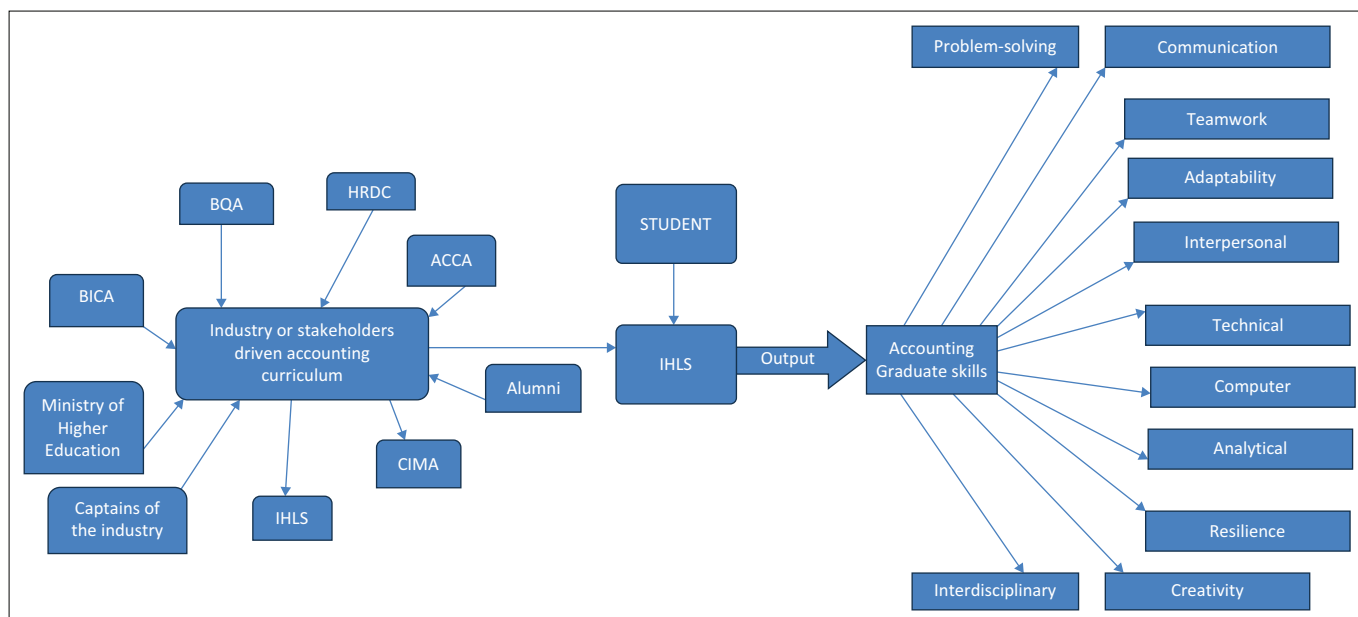 Problem-solving
Communication
Teamwork
Adaptability
Interpersonal
Technical
Computer
Analytical
Resilience
Creativity
Interdisciplinary
HRDC
BQA
ACCA
BICA
Industry or stakeholders
driven accounting
curriculum
Ministry of
Higher
Education
Captains of
the industry
IHLS
CIMA
Alumni
STUDENT
IHLS
Output
Accounting
Graduate skills